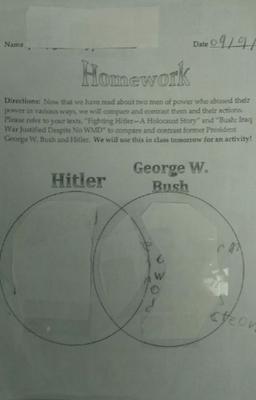 Name
Date 09/9/
Homework
Directions: Now that we have read about two men of power who abused their
power in various ways, we will compare and contrast them and their actions.
Please refer to your texts, "Fighting Hitler—A Holocaust Story" and "Bush: Iraq
War Justified Despite No WMD" to compare and contrast former President
George W. Bush and Hitler. We will use this in class tomorrow for an activity!
Hitler
George W.
Bush